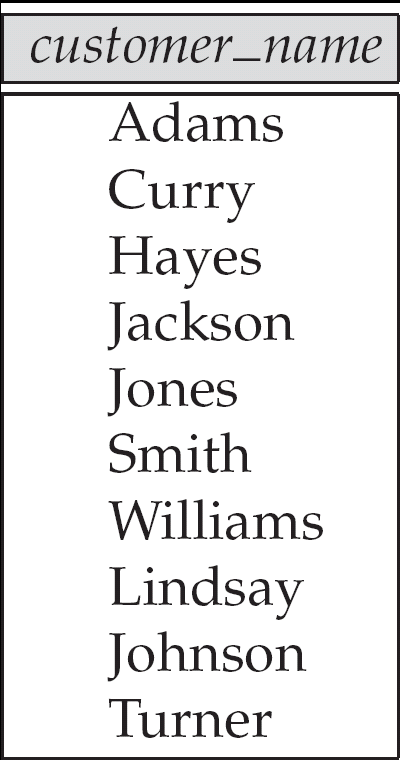 customer_name
Adams
Curry
Hayes
Jackson
Jones
Smith
Williams
Lindsay
Johnson
Turner